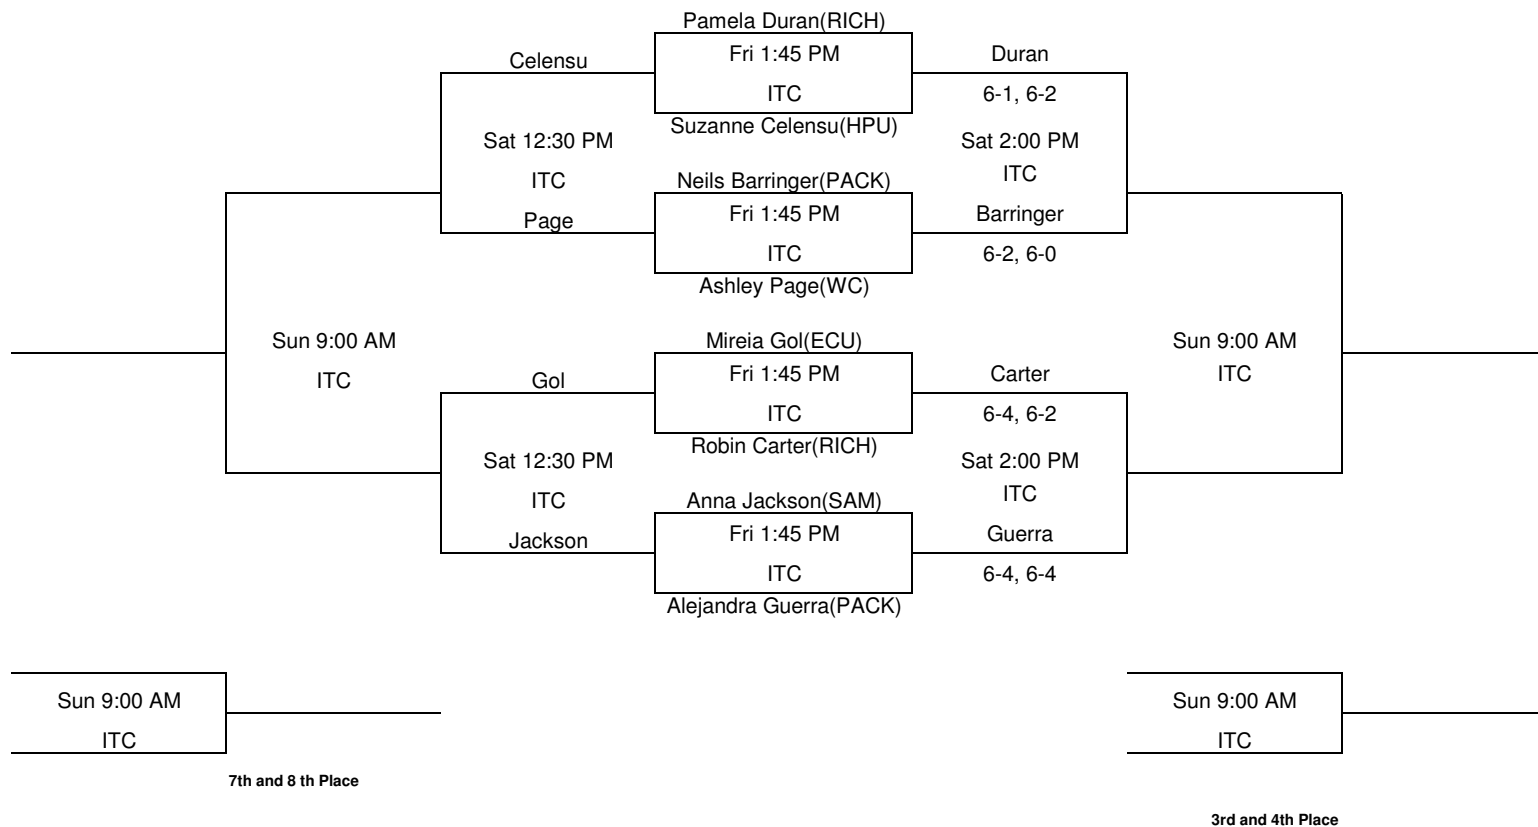 Pamela Duran(RICH)
Celensu
Fri 1:45 PM
Duran
ITC
6-1, 6-2
Suzanne Celensu(HPU)
Sat 12:30 PM
Sat 2:00 PM
ITC
ITC
Neils Barringer(PACK)
Page
Fri 1:45 PM
Barringer
ITC
6-2, 6-0
Ashley Page(WC)
Sun 9:00 AM
Mireia Gol(ECU)
Sun 9:00 AM
ITC
Gol
Fri 1:45 PM
Carter
ITC
ITC
6-4, 6-2
Robin Carter(RICH)
Sat 12:30 PM
Sat 2:00 PM
ITC
Anna Jackson(SAM)
ITC
Jackson
Fri 1:45 PM
Guerra
ITC
6-4, 6-4
Alejandra Guerra(PACK)
Sun 9:00 AM
Sun 9:00 AM
ITC
ITC
7th and 8 th Place
3rd and 4th Place